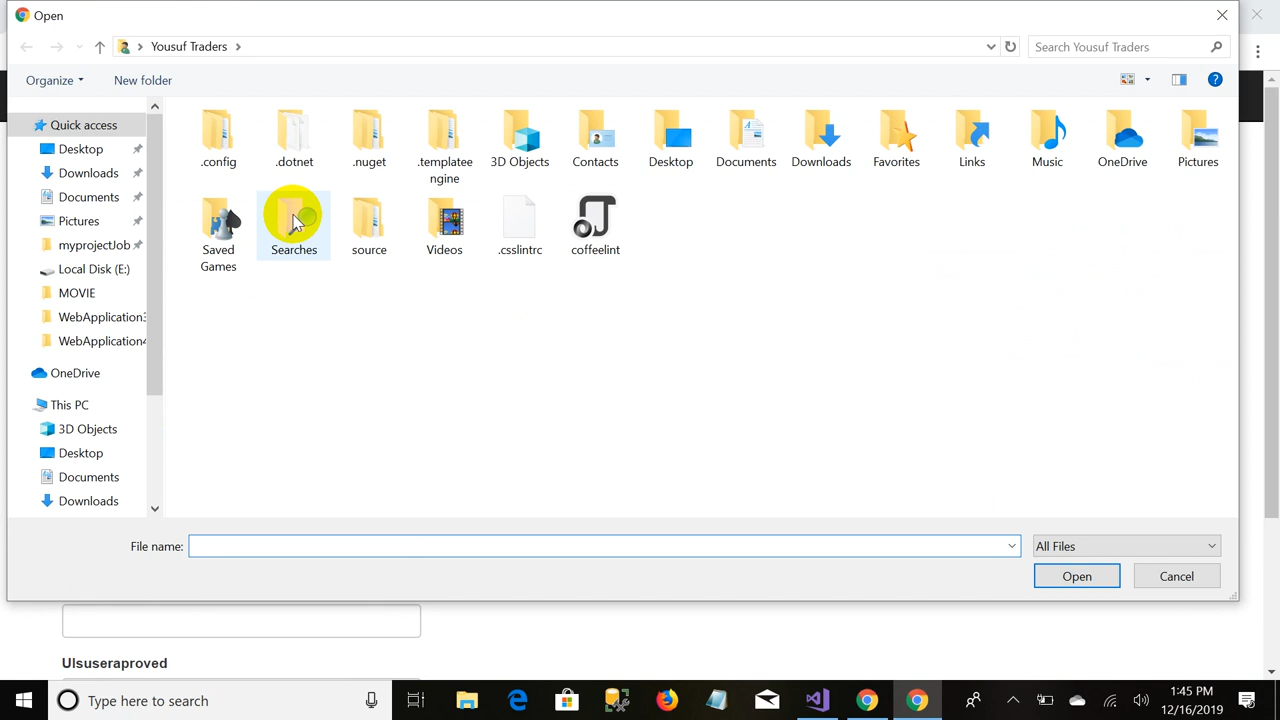 Open
Yousuf Traders
Search Yousuf Traders
Organize
New folder
Quick access
Desktop
Downloads
Documents
Pictures
myprojectJob
Local Disk (E:)
MOVIE
WebApplication3
WebApplication4
OneDrive
This PC
3D Objects
Desktop
Documents
Downloads
.config
.dotnet
.nuget
.templatee
ngine
3D Objects
Contacts
Desktop
Documents
Downloads
Favorites
Links
Music
OneDrive
Pictures
Saved
Games
Searches
source
Videos
.csslintrc
coffeelint
File name:
All Files
Open
Cancel
UIsuseraproved
Type here to search
1:45 PM
12/16/2019